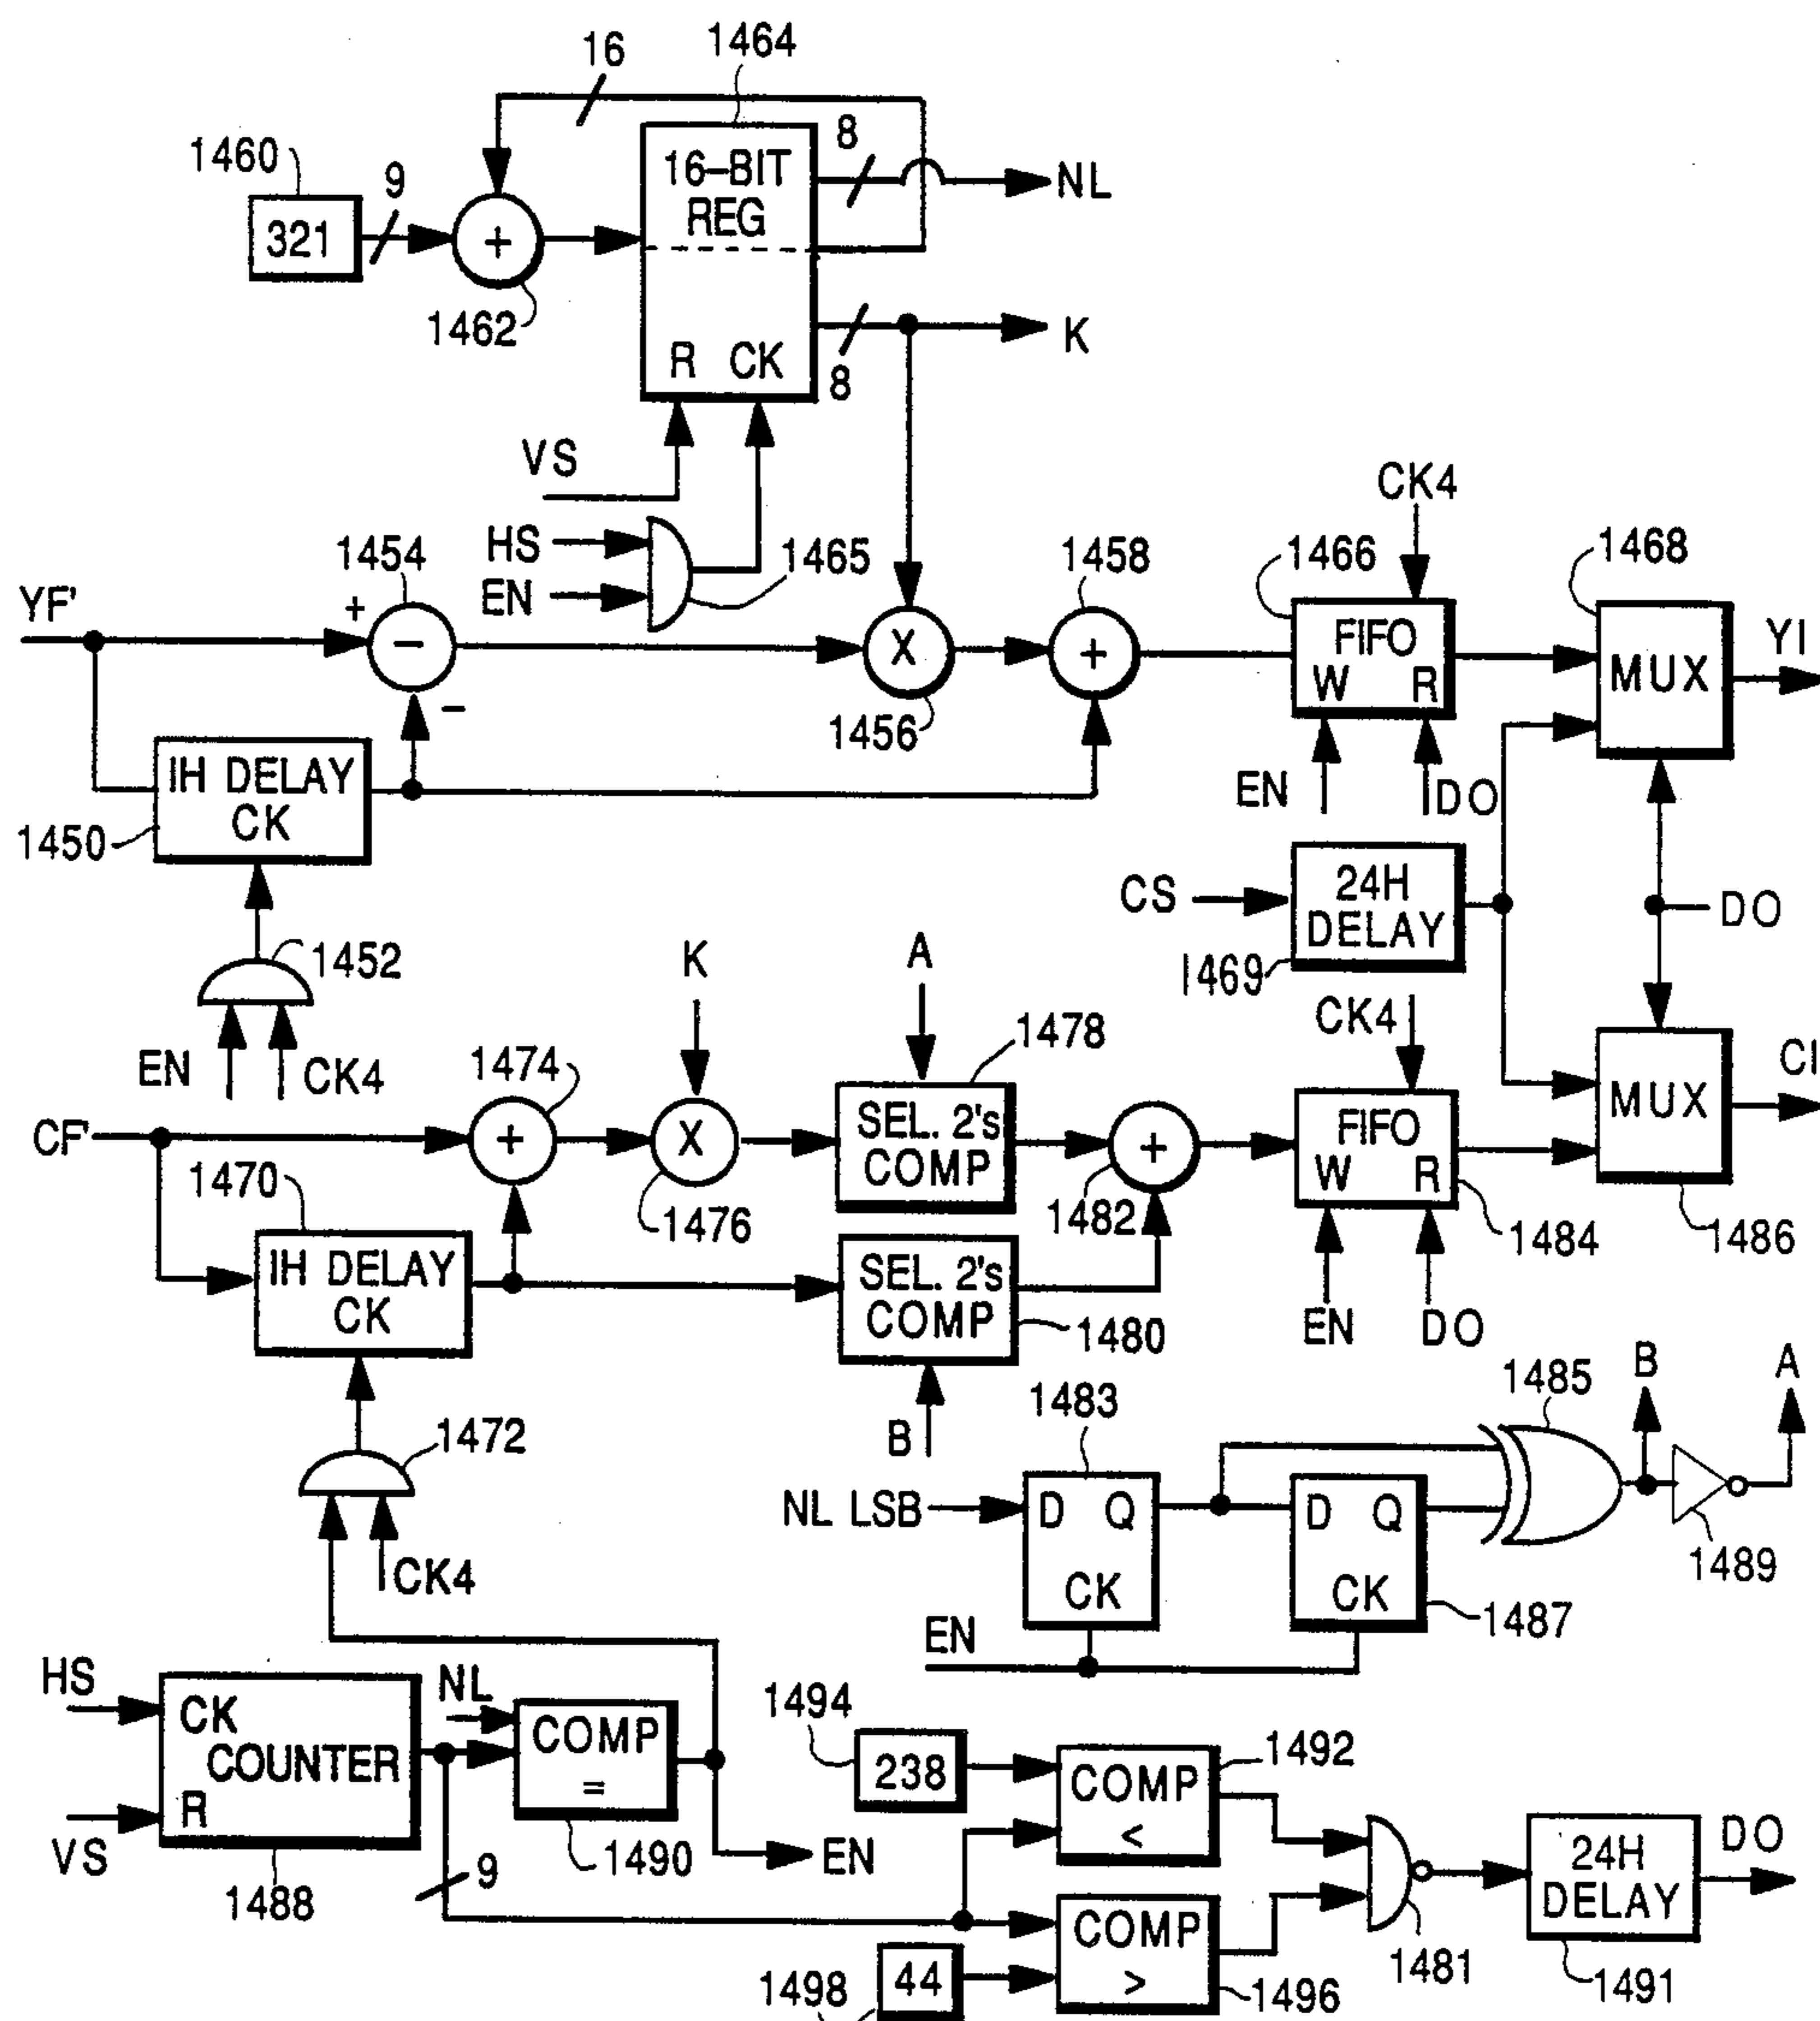 16
1464
1460
9
321
+
1462
16-BIT
REG
8
NL
R CK
8
K
VS
HS
EN
1465
CK4
YF'
+
1454
−
−
X
1456
1458
+
1466
FIFO
W R
EN
DO
1468
MUX
YI
IH DELAY
CK
1450
1452
EN
CK4
CS
24H
DELAY
1469
DO
K
A
CK4
CF'
1474
+
X
1476
1478
SEL. 2's
COMP
+
1482
FIFO
W R
1484
EN
DO
MUX
1486
CI
1470
IH DELAY
CK
SEL. 2's
COMP
1480
B
1472
CK4
1483
NL LSB
D Q
CK
D Q
CK
1487
EN
1485
B
A
1489
HS
CK
COUNTER
R
VS
1488
NL
COMP
=
1490
EN
9
1494
238
COMP
<
1492
44
1498
COMP
>
1496
1481
24H
DELAY
1491
DO